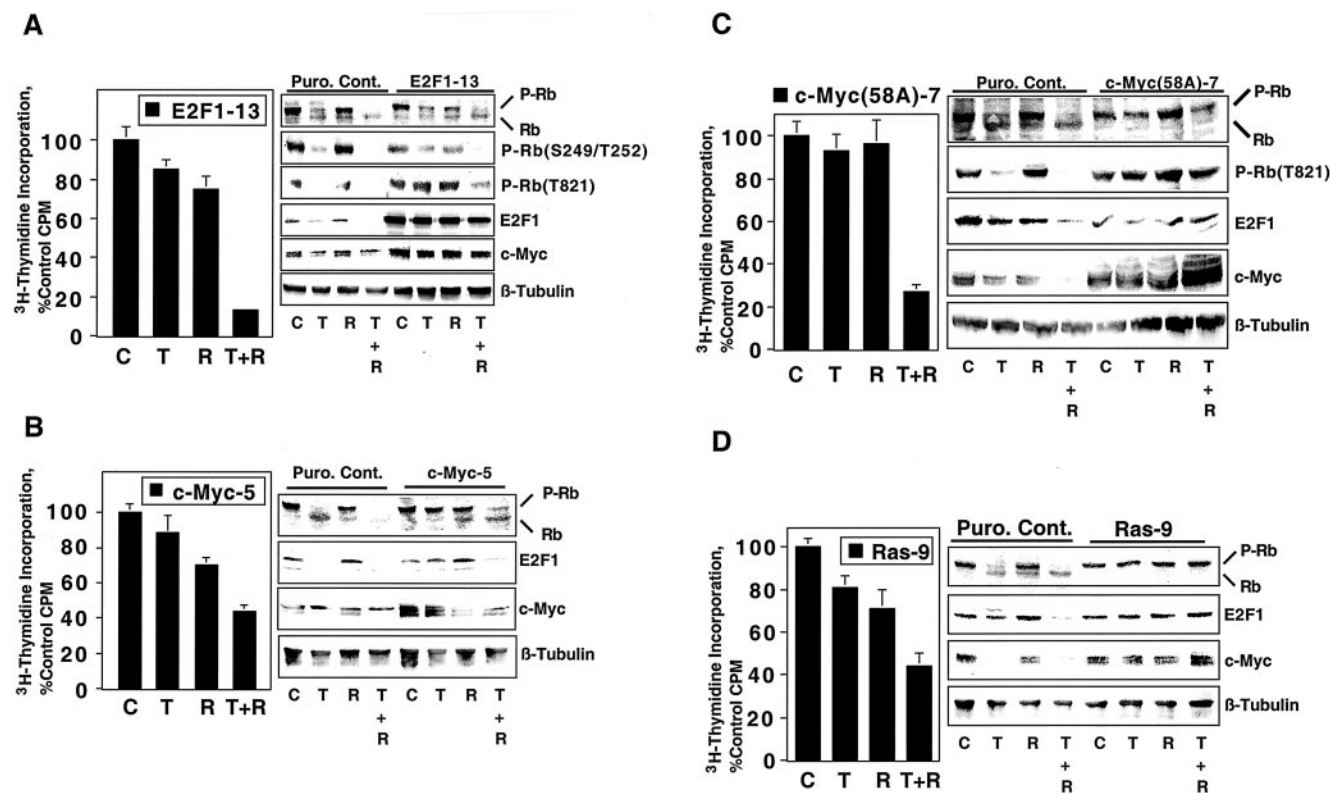 A
³H-Thymidine Incorporation,
%Control CPM
100
80
60
40
20
0
E2F1-13
C T R T+R
Puro. Cont. E2F1-13
P-Rb
Rb
P-Rb(S249/T252)
P-Rb(T821)
E2F1
c-Myc
ß-Tubulin
C T R T + R C T R T + R
B
³H-Thymidine Incorporation,
%Control CPM
100
80
60
40
20
0
c-Myc-5
C T R T+R
Puro. Cont. c-Myc-5
P-Rb
Rb
E2F1
c-Myc
ß-Tubulin
C T R T + R C T R T + R
C
³H-Thymidine Incorporation,
%Control CPM
100
80
60
40
20
0
c-Myc(58A)-7
C T R T+R
Puro. Cont. c-Myc(58A)-7
P-Rb
Rb
P-Rb(T821)
E2F1
c-Myc
ß-Tubulin
C T R T + R C T R T + R
D
³H-Thymidine Incorporation,
%Control CPM
100
80
60
40
20
0
Ras-9
C T R T+R
Puro. Cont. Ras-9
P-Rb
Rb
E2F1
c-Myc
ß-Tubulin
C T R T + R C T R T + R